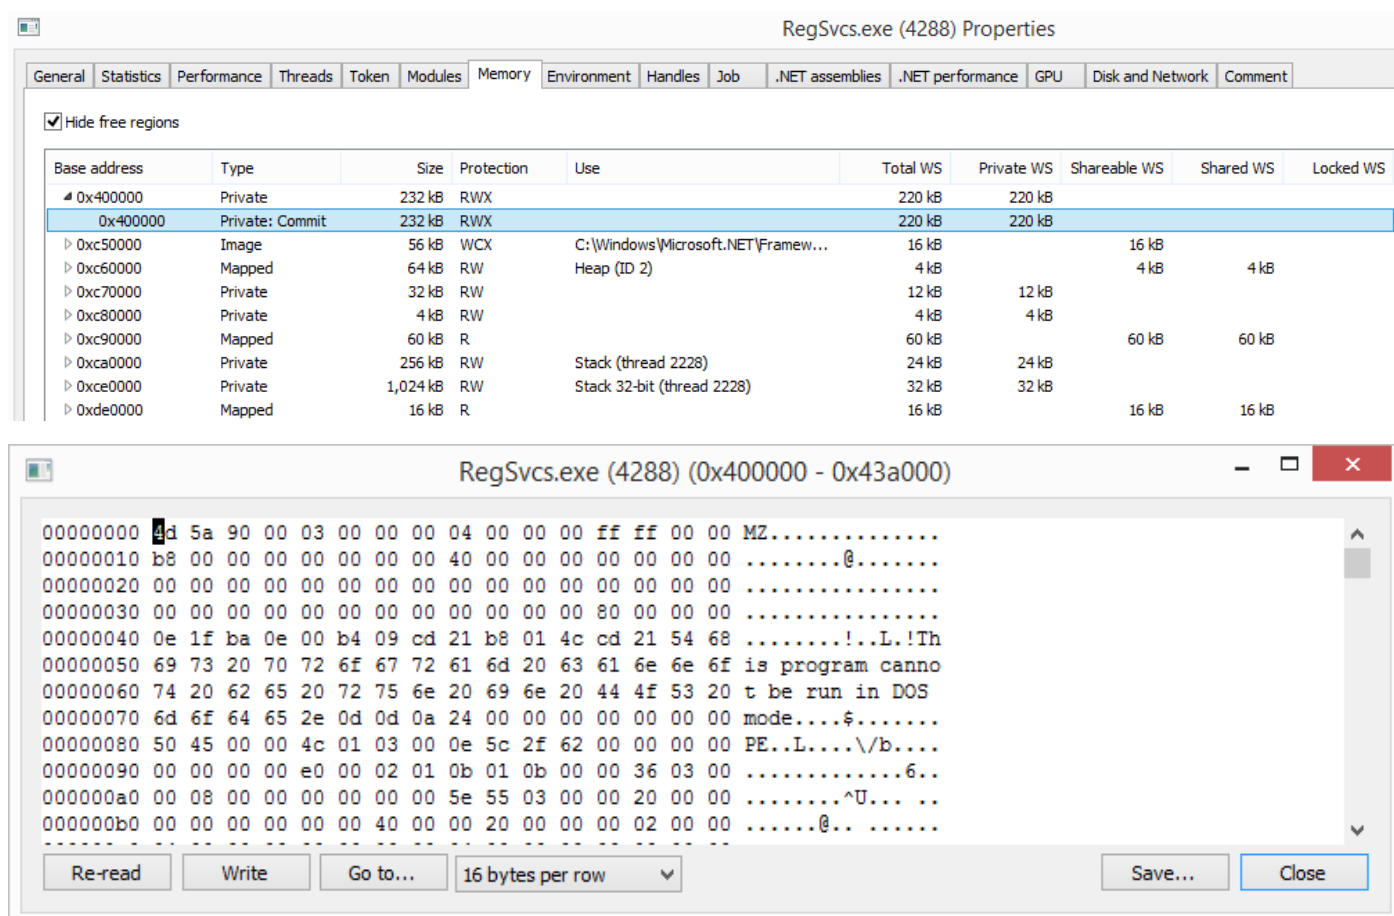 RegSvcs.exe (4288) Properties
General Statistics Performance Threads Token Modules Memory Environment Handles Job .NET assemblies .NET performance GPU Disk and Network Comment
Hide free regions
Base address Type Size Protection Use Total WS Private WS Shareable WS Shared WS Locked WS
0x400000 Private 232 kB RWX 220 kB 220 kB
0x400000 Private: Commit 232 kB RWX 220 kB 220 kB
0xc50000 Image 56 kB WCX C:\Windows\Microsoft.NET\Framew... 16 kB 16 kB
0xc60000 Mapped 64 kB RW Heap (ID 2) 4 kB 4 kB 4 kB
0xc70000 Private 32 kB RW 12 kB 12 kB
0xc80000 Private 4 kB RW 4 kB 4 kB
0xc90000 Mapped 60 kB R 60 kB 60 kB 60 kB
0xca0000 Private 256 kB RW Stack (thread 2228) 24 kB 24 kB
0xce0000 Private 1,024 kB RW Stack 32-bit (thread 2228) 32 kB 32 kB
0xde0000 Mapped 16 kB R 16 kB 16 kB 16 kB
RegSvcs.exe (4288) (0x400000 - 0x43a000)
00000000 4d 5a 90 00 03 00 00 00 04 00 00 00 ff ff 00 00 MZ..............
00000010 b8 00 00 00 00 00 00 00 40 00 00 00 00 00 00 00 ........@.......
00000020 00 00 00 00 00 00 00 00 00 00 00 00 00 00 00 00 ................
00000030 00 00 00 00 00 00 00 00 00 00 00 00 80 00 00 00 ................
00000040 0e 1f ba 0e 00 b4 09 cd 21 b8 01 4c cd 21 54 68 ........!..L.!Th
00000050 69 73 20 70 72 6f 67 72 61 6d 20 63 61 6e 6e 6f is program canno
00000060 74 20 62 65 20 72 75 6e 20 69 6e 20 44 4f 53 20 t be run in DOS
00000070 6d 6f 64 65 2e 0d 0d 0a 24 00 00 00 00 00 00 00 mode....$.......
00000080 50 45 00 00 4c 01 03 00 0e 5c 2f 62 00 00 00 00 PE..L....\/b....
00000090 00 00 00 00 e0 00 02 01 0b 01 0b 00 00 36 03 00 .............6..
000000a0 00 08 00 00 00 00 00 00 5e 55 03 00 00 20 00 00 ........^U... ..
000000b0 00 00 00 00 00 00 40 00 00 20 00 00 00 02 00 00 ......@.. ......
Re-read Write Go to... 16 bytes per row Save... Close